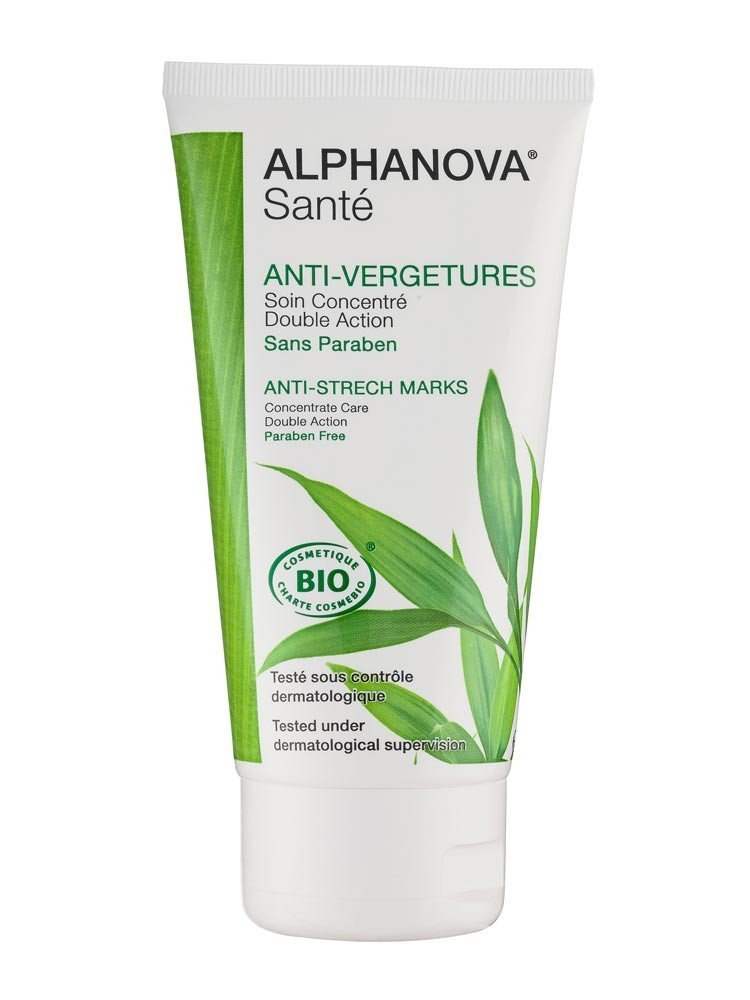 ALPHANOVA®
Santé
ANTI-VERGETURES
Soin Concentré
Double Action
Sans Paraben
ANTI-STRECH MARKS
Concentrate Care
Double Action
Paraben Free
COSMETIQUE ®
BIO
CHARTE COSMEBIO
Testé sous contrôle
dermatologique
Tested under
dermatological supervision